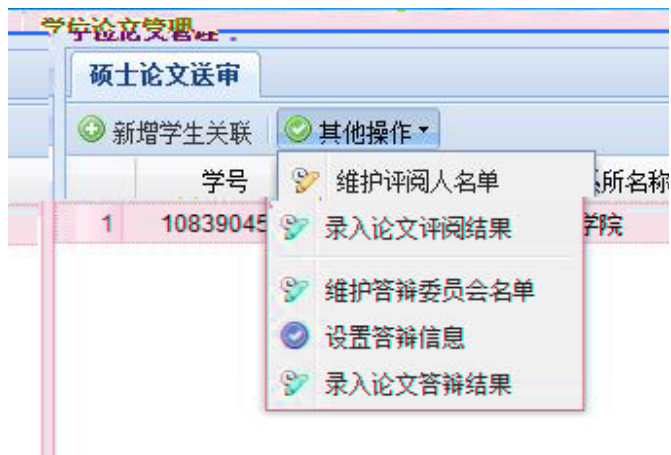 学位论文管理
硕士论文送审
新增学生关联 其他操作
学号 所名称
维护评阅人名单
1 10839045 学院
录入论文评阅结果
维护答辩委员会名单
设置答辩信息
录入论文答辩结果